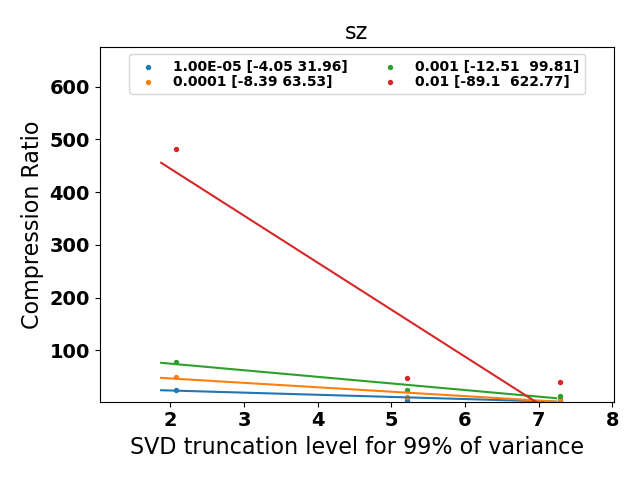 sz
1.00E-05 [-4.05 31.96]
0.0001 [-8.39 63.53]
0.001 [-12.51  99.81]
0.01 [-89.1  622.77]
Compression Ratio
600
500
400
300
200
100
2 3 4 5 6 7 8
SVD truncation level for 99% of variance